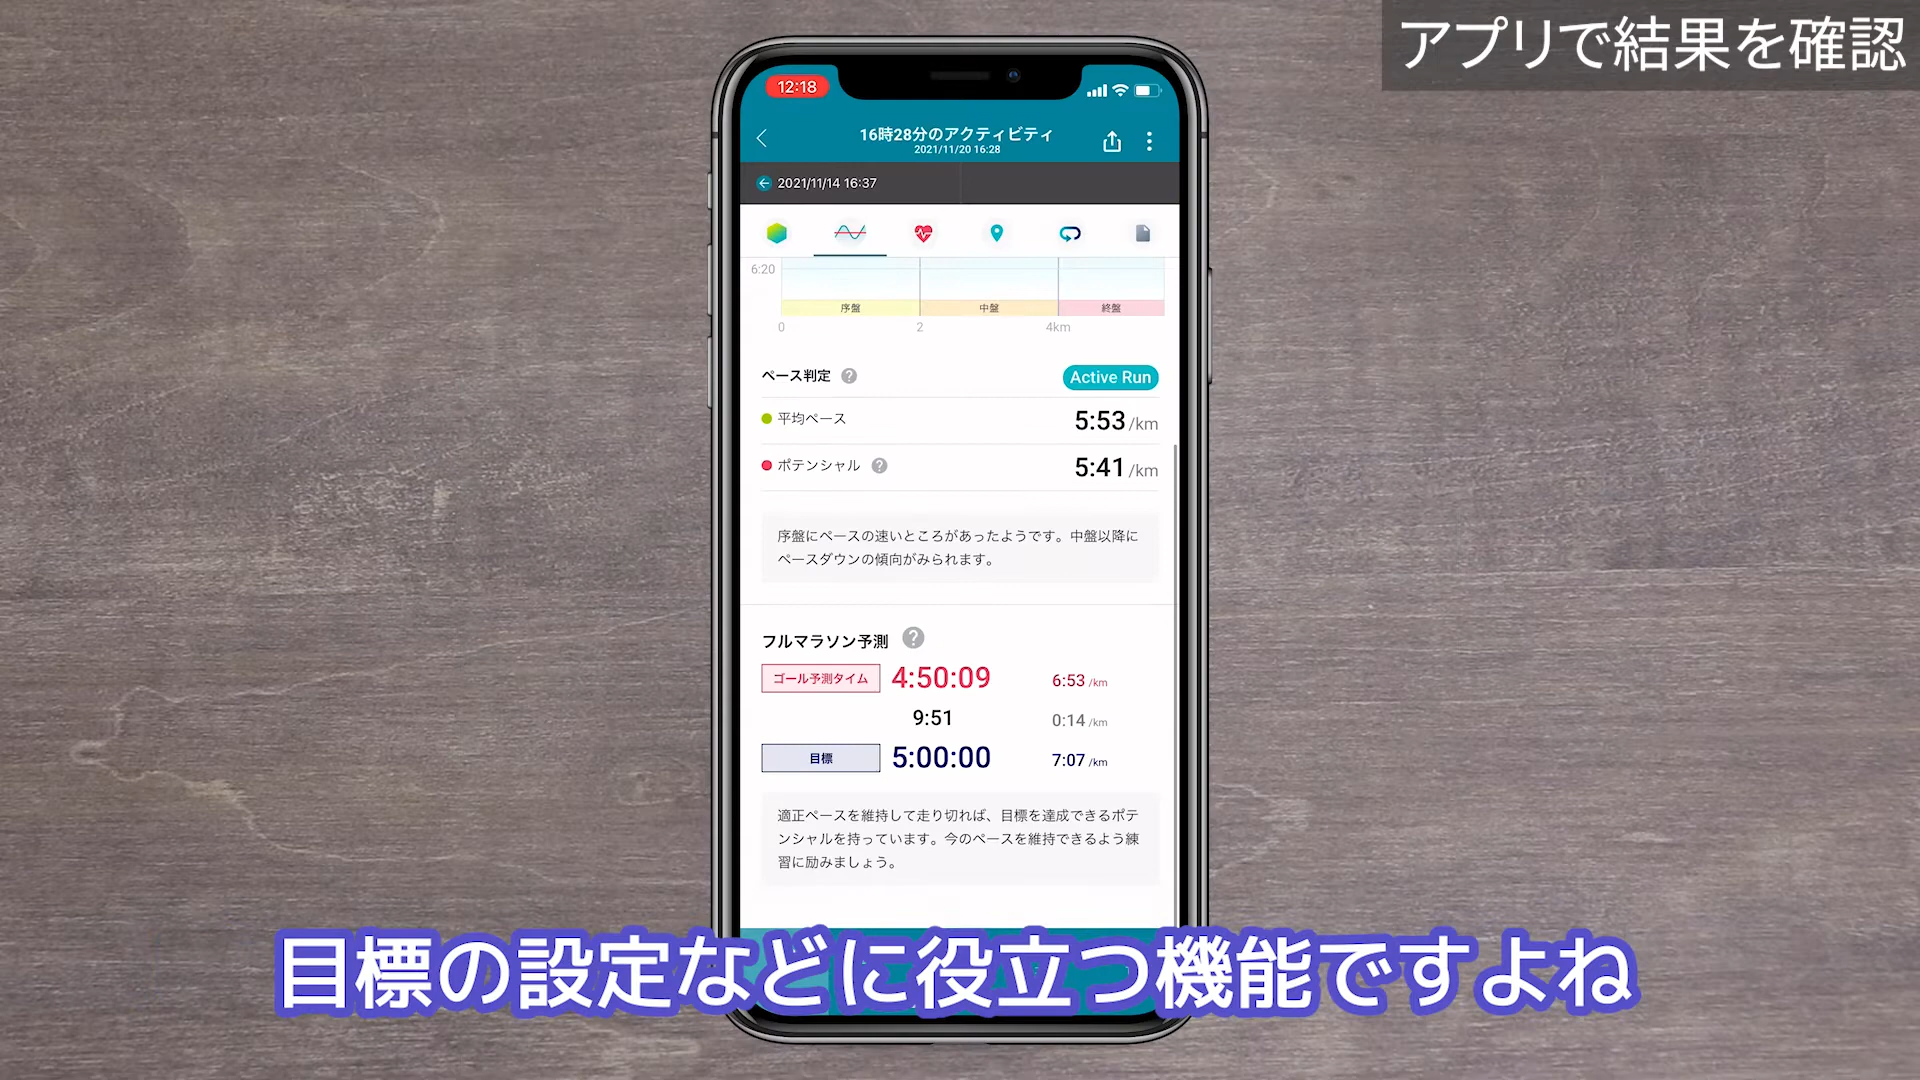 アプリで結果を確認
12:18
16時28分のアクティビティ
2021/11/20 16:28
2021/11/14 16:37
6:20
序盤 中盤 終盤
0 2 4km
ペース判定 ? Active Run
平均ペース 5:53 /km
ポテンシャル ? 5:41 /km
序盤にペースの速いところがあったようです。中盤以降に
ペースダウンの傾向がみられます。
フルマラソン予測 ?
ゴール予測タイム 4:50:09 6:53 /km
9:51 0:14 /km
目標 5:00:00 7:07 /km
適正ペースを維持して走り切れば、目標を達成できるポテ
ンシャルを持っています。今のペースを維持できるよう練
習に励みましょう。
目標の設定などに役立つ機能ですよね